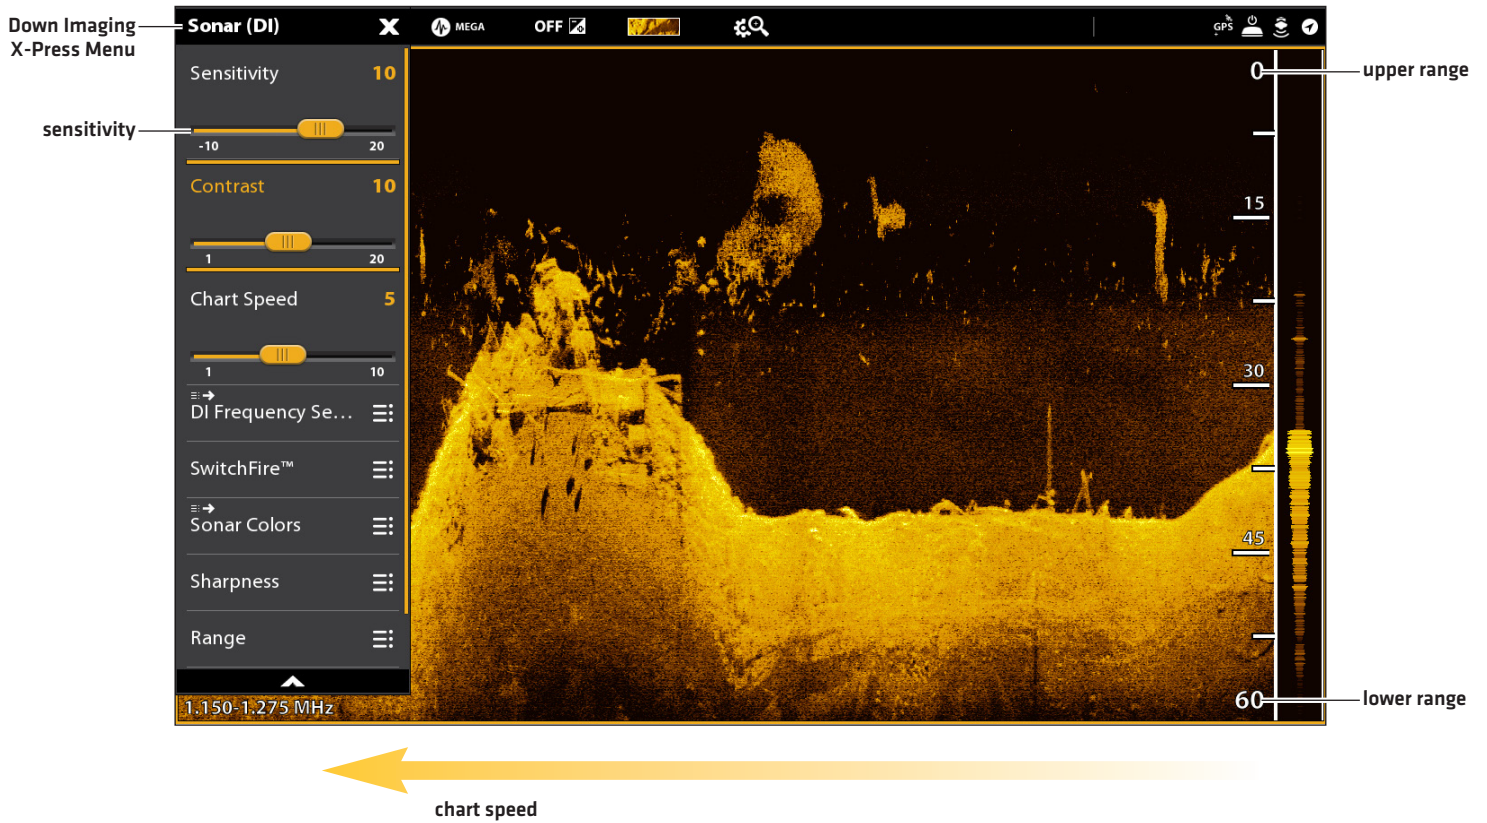 Down Imaging
X-Press Menu
Sonar (DI)
MEGA
OFF
GPS
Sensitivity 10
-10 20
sensitivity
Contrast 10
1 20
Chart Speed 5
1 10
DI Frequency Se...
SwitchFire™
Sonar Colors
Sharpness
Range
1.150-1.275 MHz
0
15
30
45
60
upper range
lower range
chart speed